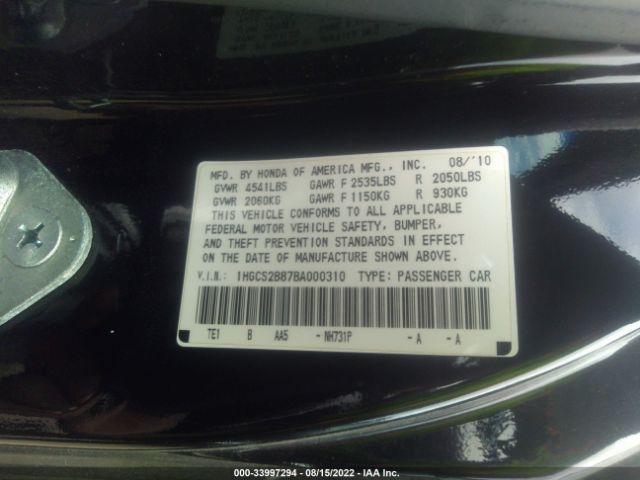 MFD. BY HONDA OF AMERICA MFG., INC. 08/'10
GVWR 4541LBS GAWR F 2535LBS R 2050LBS
GVWR 2060KG GAWR F 1150KG R 930KG
THIS VEHICLE CONFORMS TO ALL APPLICABLE
FEDERAL MOTOR VEHICLE SAFETY, BUMPER,
AND THEFT PREVENTION STANDARDS IN EFFECT
ON THE DATE OF MANUFACTURE SHOWN ABOVE.
V.I.N.: 1HGCS2B87BA000310 TYPE: PASSENGER CAR
TE1 B AA5 -NH731P -A -A
000-33997294 - 08/15/2022 - IAA Inc.